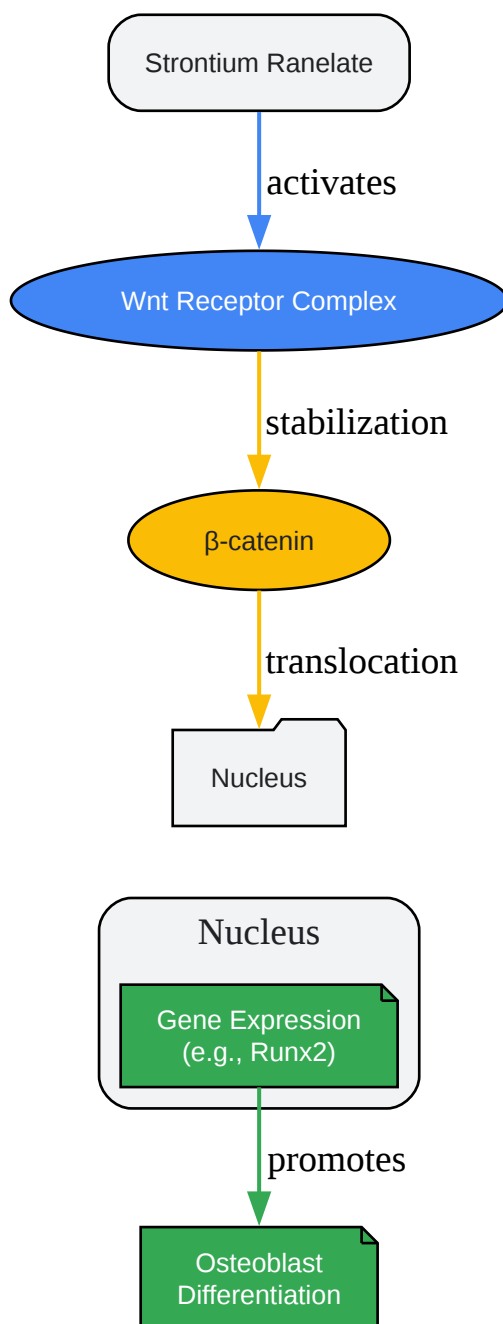 Strontium Ranelate
activates
Wnt Receptor Complex
stabilization
β-catenin
translocation
Nucleus
Nucleus
Gene Expression
(e.g., Runx2)
promotes
Osteoblast
Differentiation